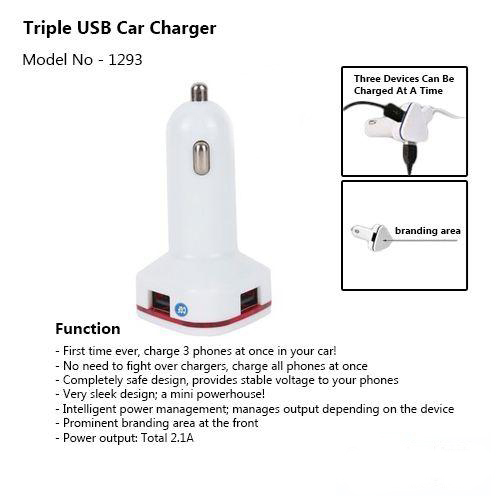 Triple USB Car Charger
Model No - 1293
Three Devices Can Be
Charged At A Time
branding area
Function
- First time ever, charge 3 phones at once in your car!
- No need to fight over chargers, charge all phones at once
- Completely safe design, provides stable voltage to your phones
- Very sleek design; a mini powerhouse!
- Intelligent power management; manages output depending on the device
- Prominent branding area at the front
- Power output: Total 2.1A